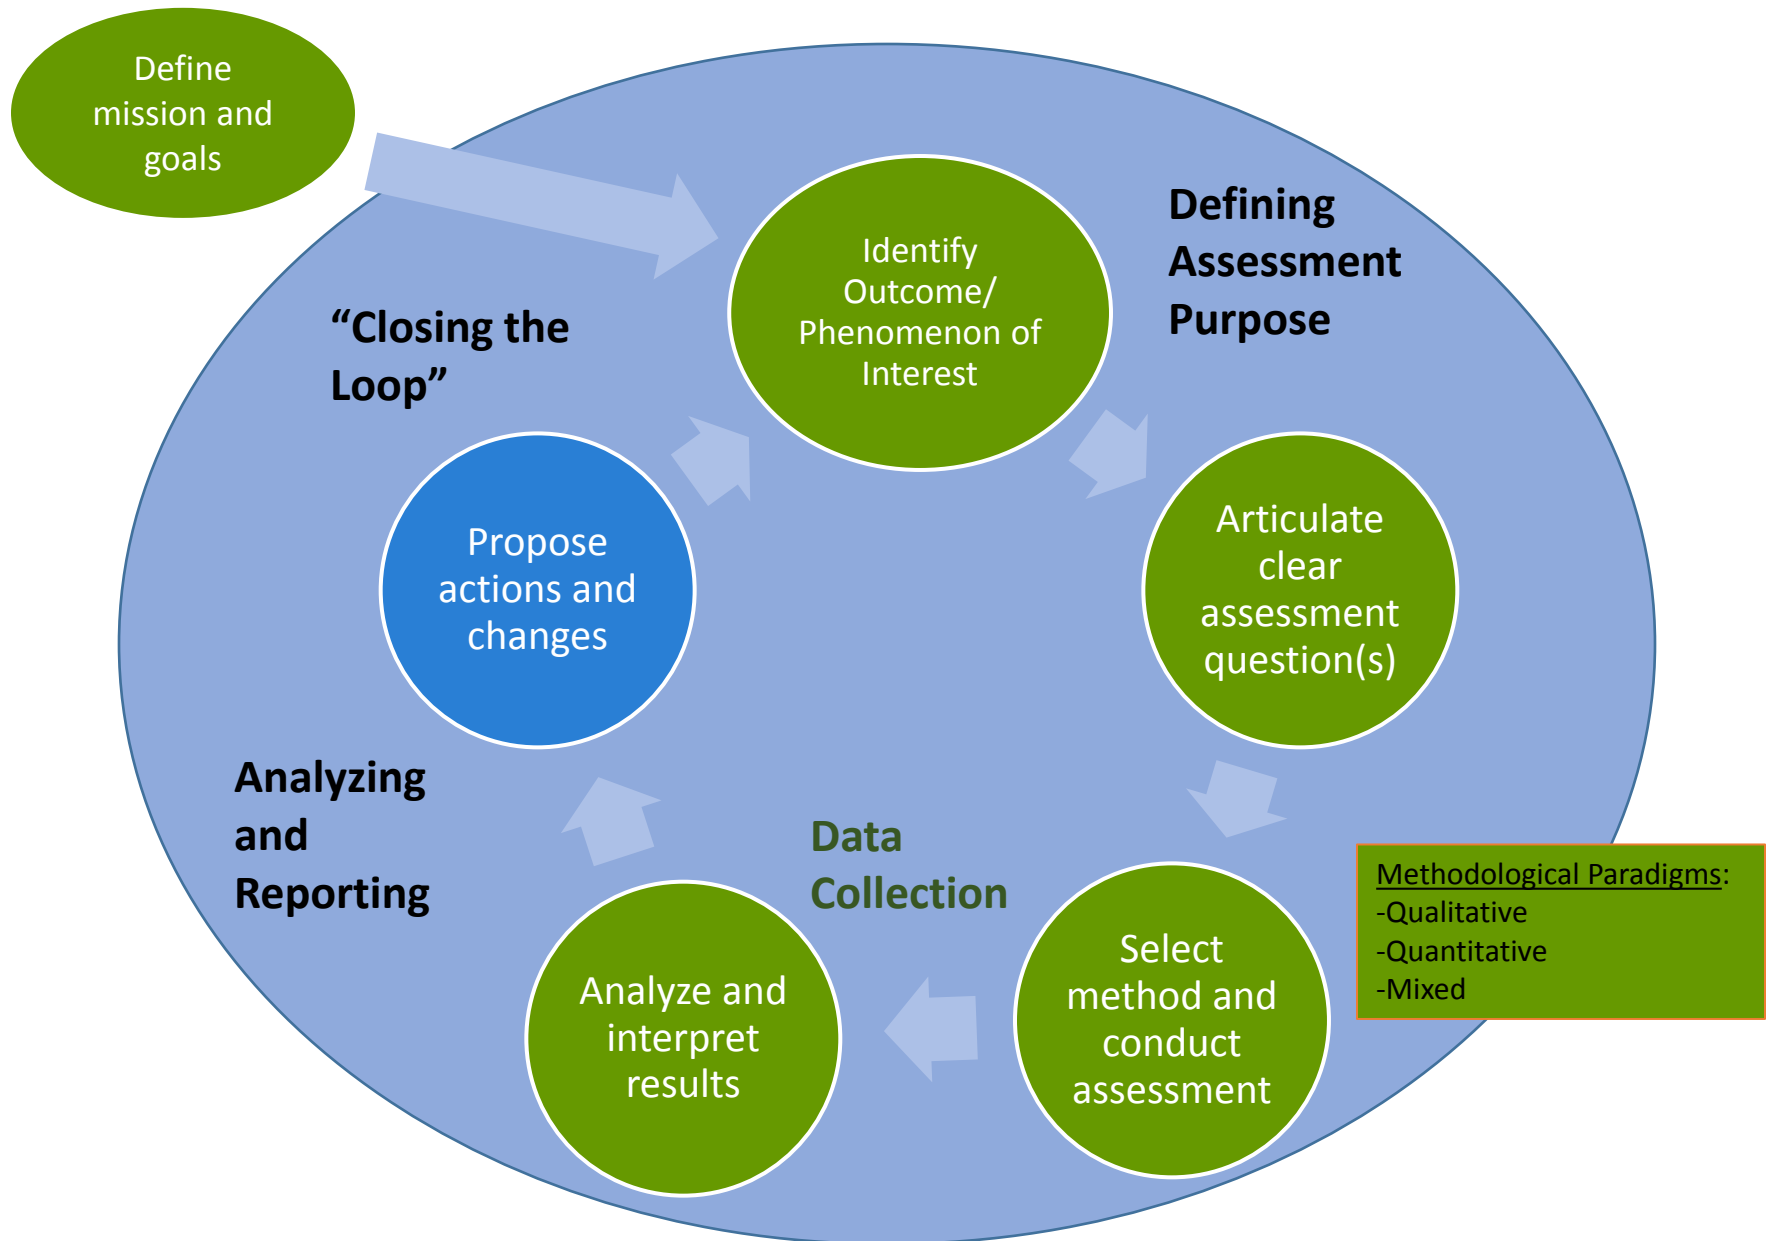 Define
mission and
goals
Identify
Outcome/
Phenomenon of
Interest
Defining
Assessment
Purpose
“Closing the
Loop”
Propose
actions and
changes
Articulate
clear
assessment
question(s)
Analyzing
and
Reporting
Data
Collection
Methodological Paradigms:
-Qualitative
-Quantitative
-Mixed
Select
method and
conduct
assessment
Analyze and
interpret
results